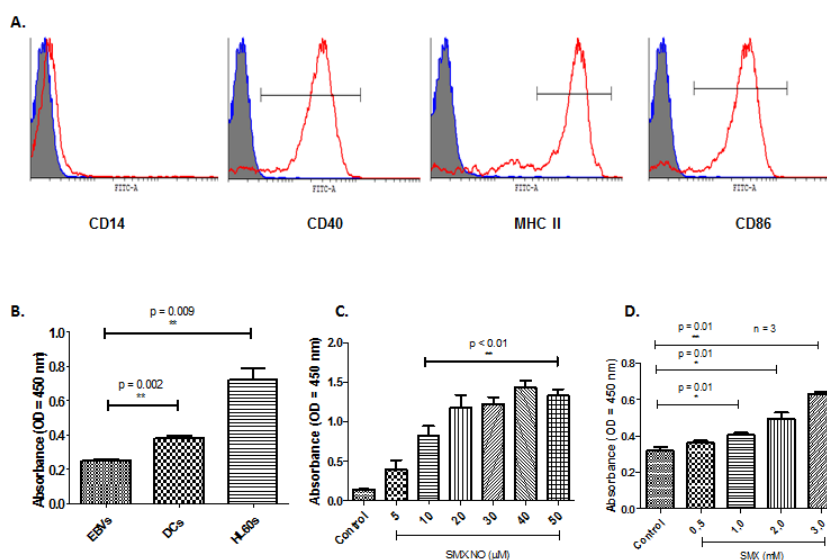 A.
FITC-A FITC-A FITC-A FITC-A
CD14 CD40 MHC II CD86
B.
p = 0.009
**
p = 0.002
**
Absorbance (OD = 450 nm)
1.0
0.8
0.6
0.4
0.2
0.0
EBVs DCs HL60s
C.
p < 0.01
**
Absorbance (OD = 450 nm)
2.0
1.5
1.0
0.5
0.0
Control 5 10 20 30 40 50
SMX NO (µM)
D.
p = 0.01 n = 3
**
p = 0.01
*
p = 0.01
*
Absorbance (OD = 450 nm)
0.8
0.6
0.4
0.2
0.0
Control 0.5 1.0 2.0 3.0
SMX (mM)